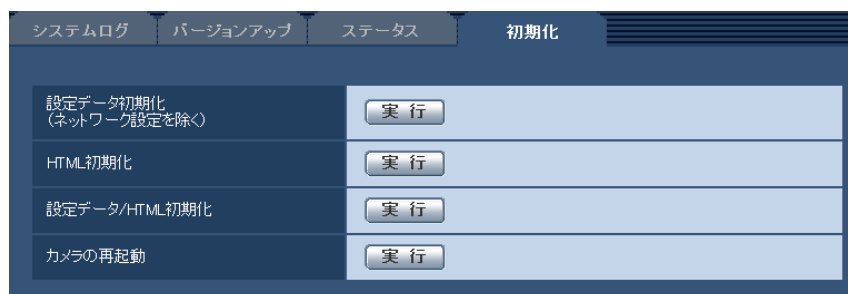 システムログ
バージョンアップ
ステータス
初期化
設定データ初期化
(ネットワーク設定を除く)
実 行
HTML初期化
実 行
設定データ/HTML初期化
実 行
カメラの再起動
実 行